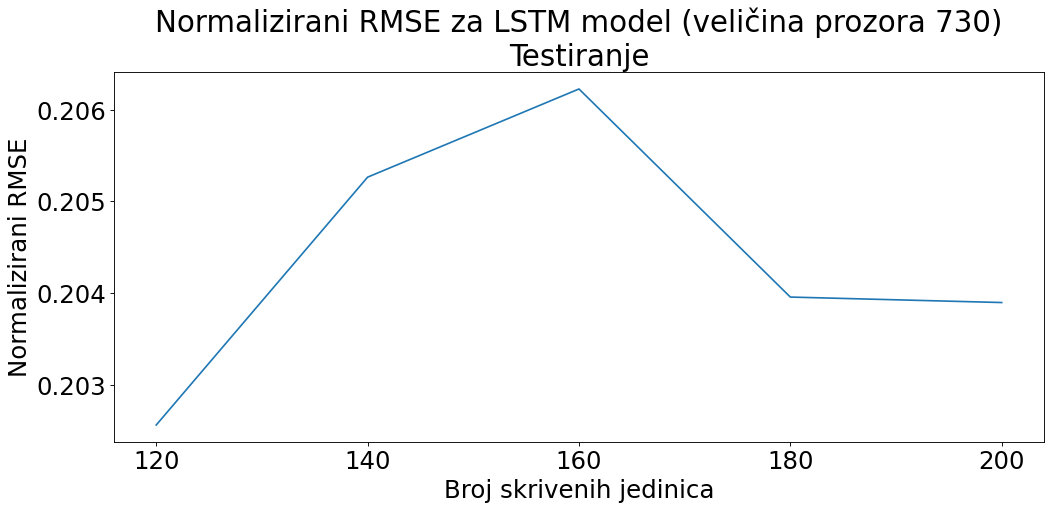 Normalizirani RMSE za LSTM model (veličina prozora 730)
Testiranje
Normalizirani RMSE
0.206
0.205
0.204
0.203
120 140 160 180 200
Broj skrivenih jedinica